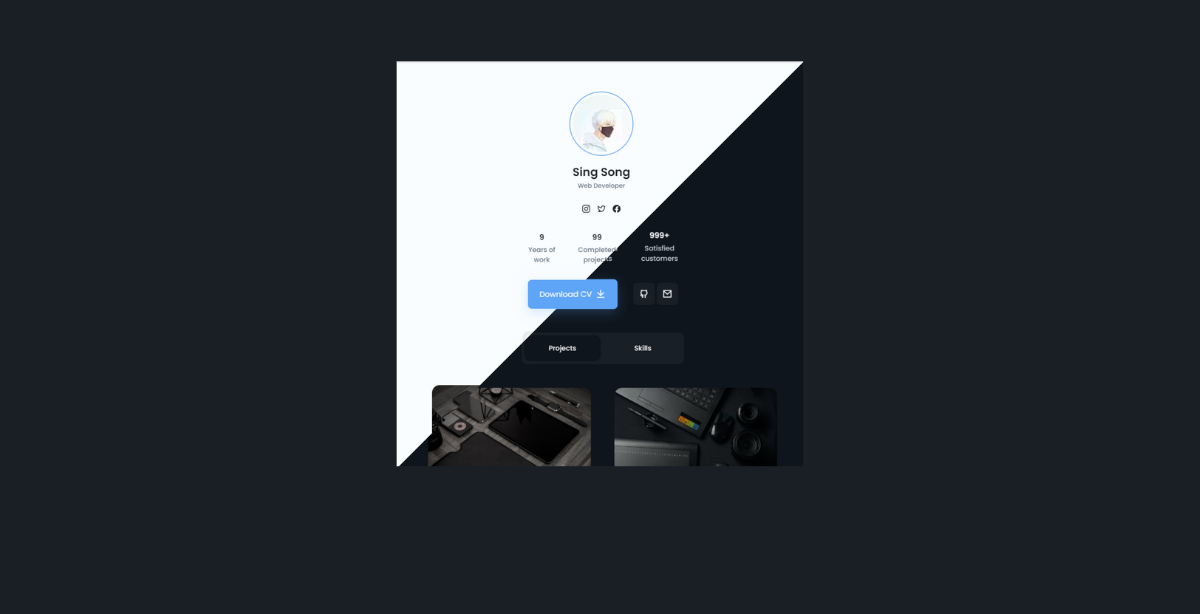 Sing Song
Web Developer
9
99
999+
Years of
work
Completed
projects
Satisfied
customers
Download CV
Projects
Skills